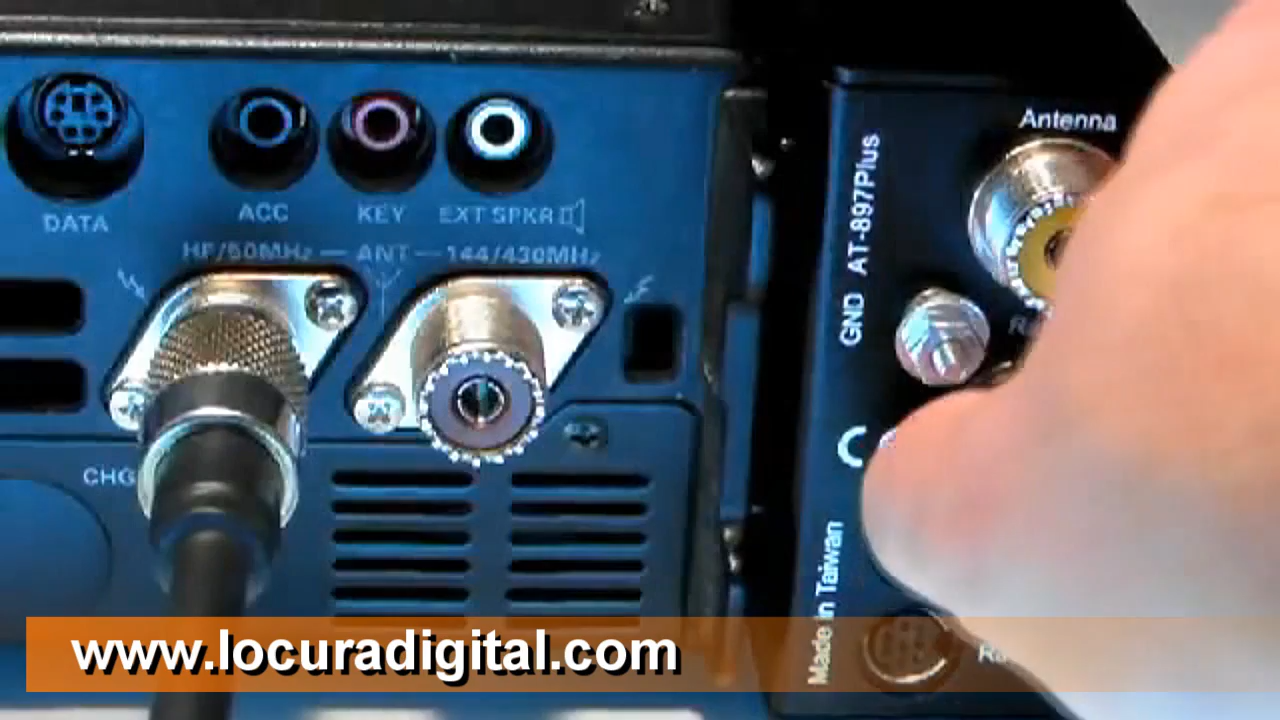 DATA
ACC
KEY
EXT SPKR
HF/50MHz — ANT — 144/430MHz
CHG
Antenna
GND AT-897Plus
Made in Taiwan
www.locuradigital.com